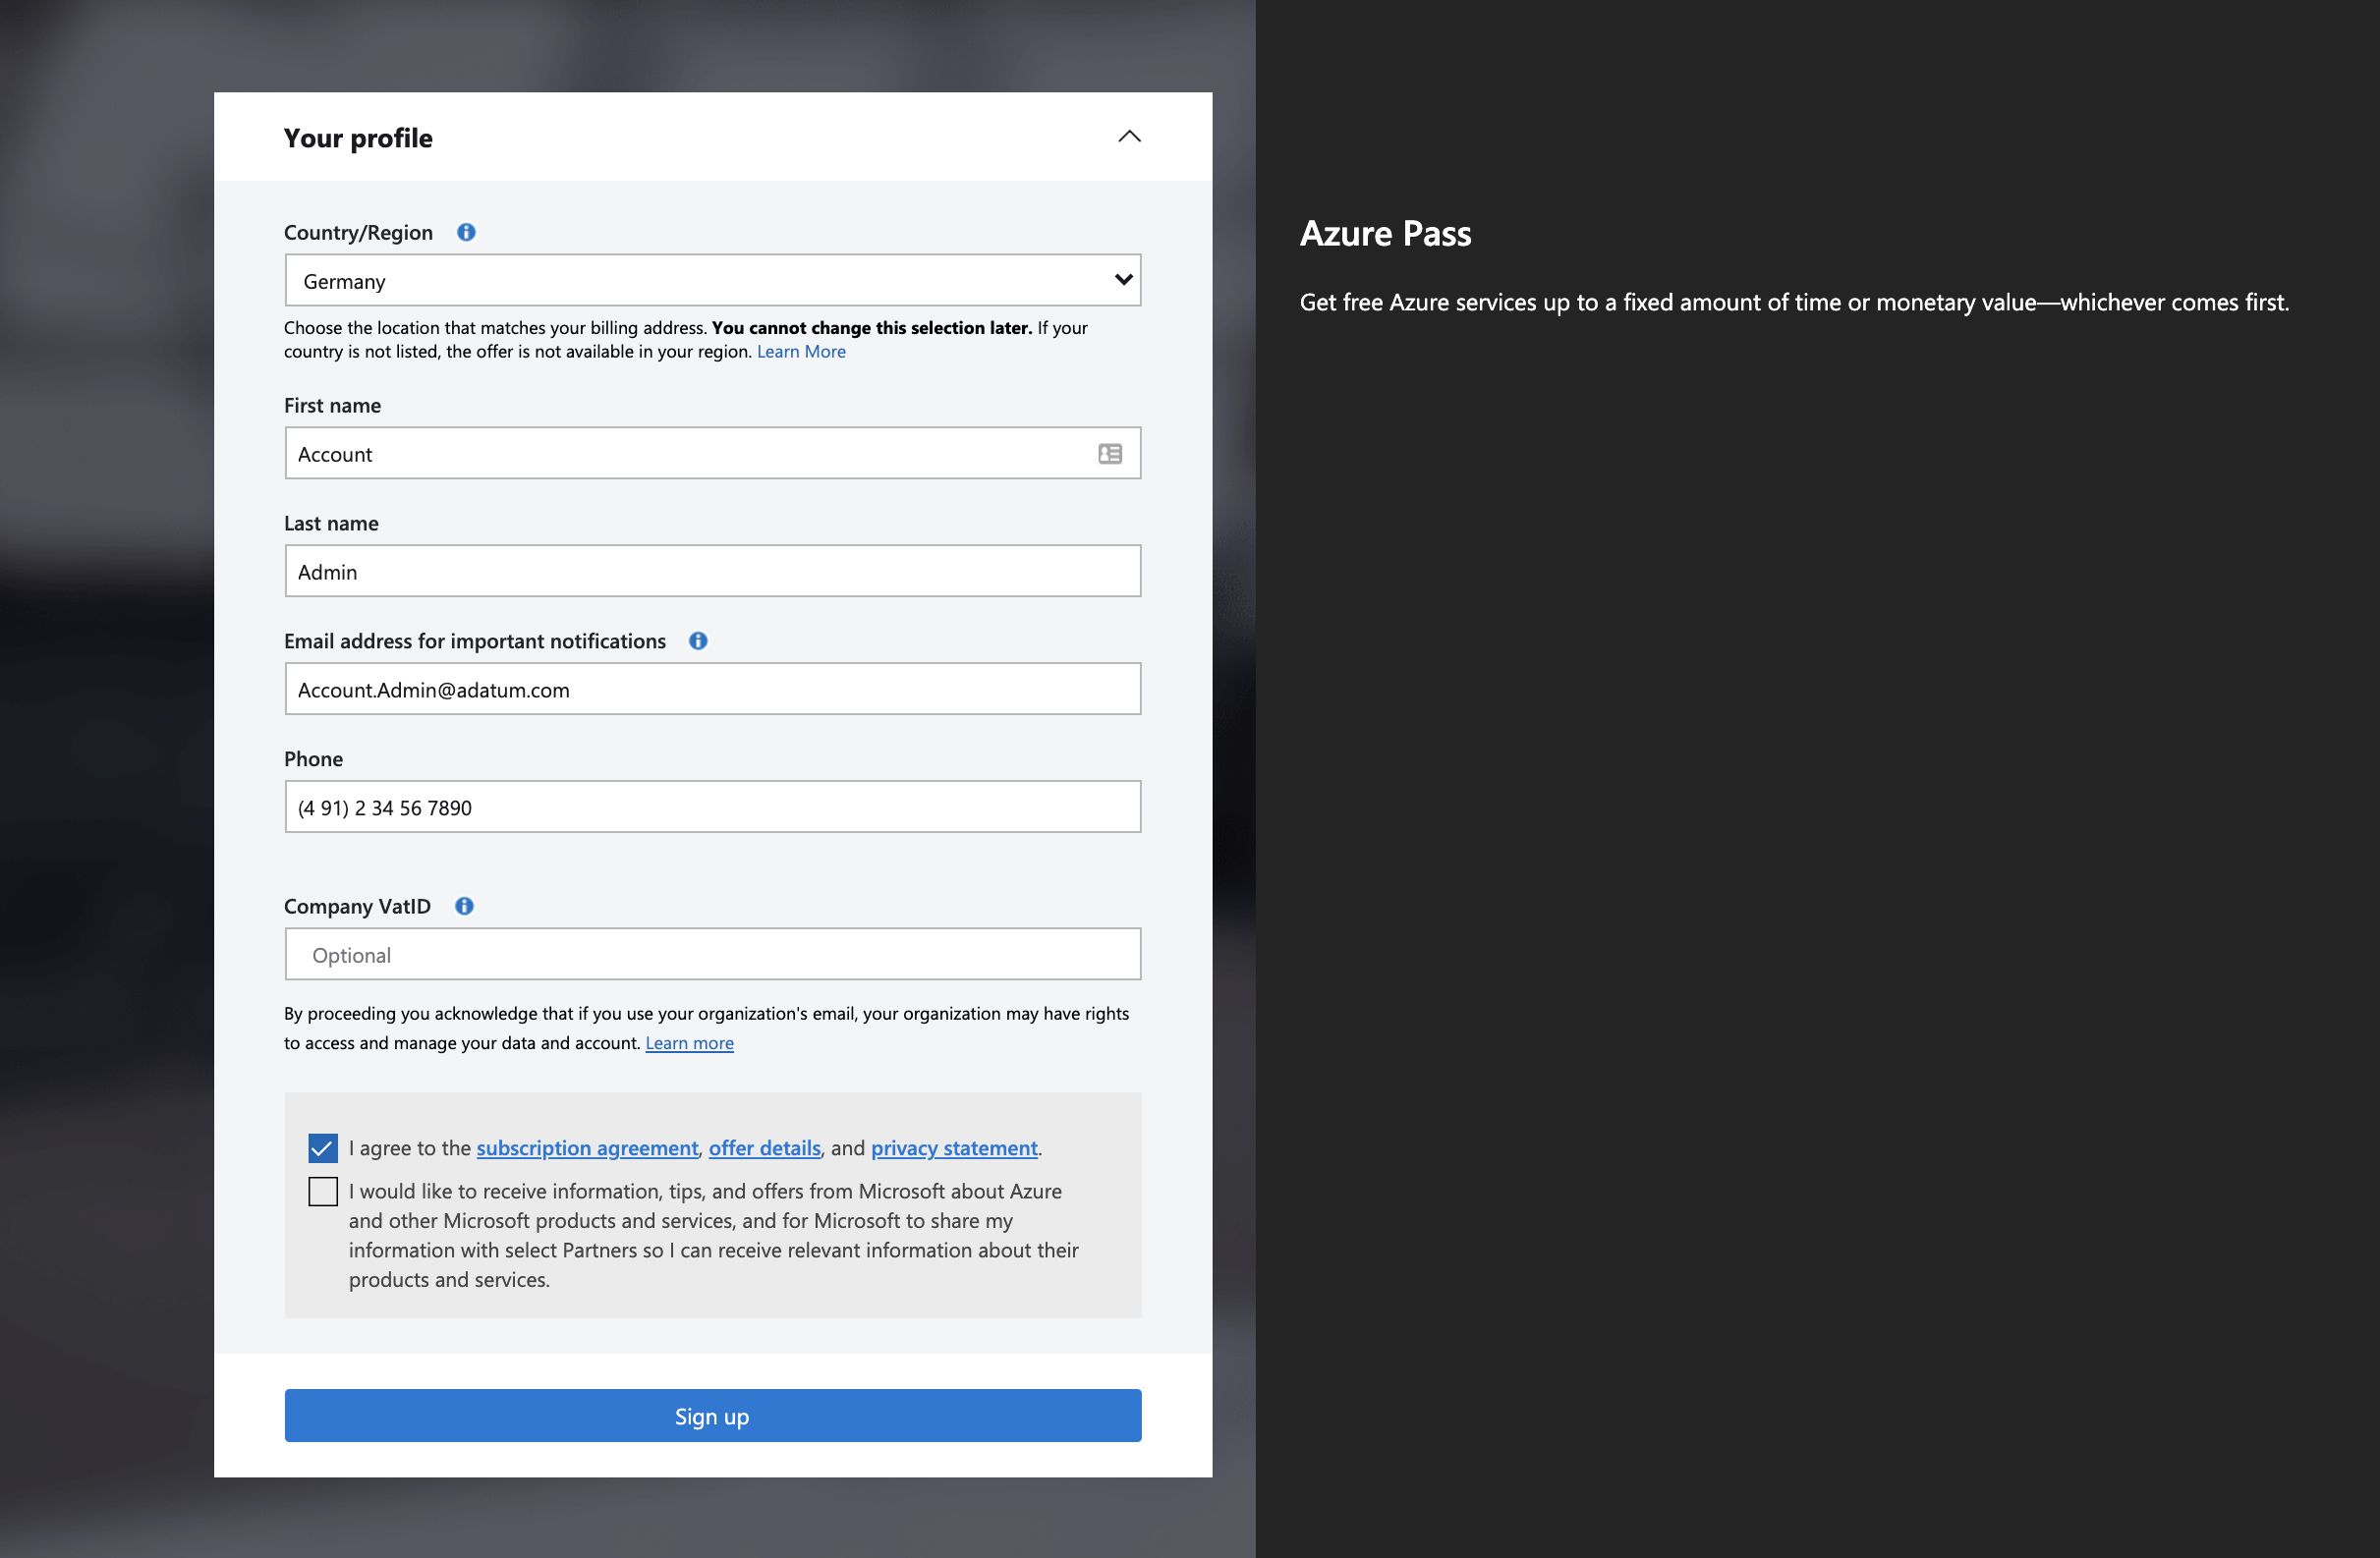 Your profile
Country/Region
Germany
Choose the location that matches your billing address. You cannot change this selection later. If your
country is not listed, the offer is not available in your region. Learn More
First name
Account
Last name
Admin
Email address for important notifications
Account.Admin@adatum.com
Phone
(4 91) 2 34 56 7890
Company VatID
Optional
By proceeding you acknowledge that if you use your organization's email, your organization may have rights
to access and manage your data and account. Learn more
I agree to the subscription agreement, offer details, and privacy statement.
I would like to receive information, tips, and offers from Microsoft about Azure
and other Microsoft products and services, and for Microsoft to share my
information with select Partners so I can receive relevant information about their
products and services.
Sign up
Azure Pass
Get free Azure services up to a fixed amount of time or monetary value—whichever comes first.